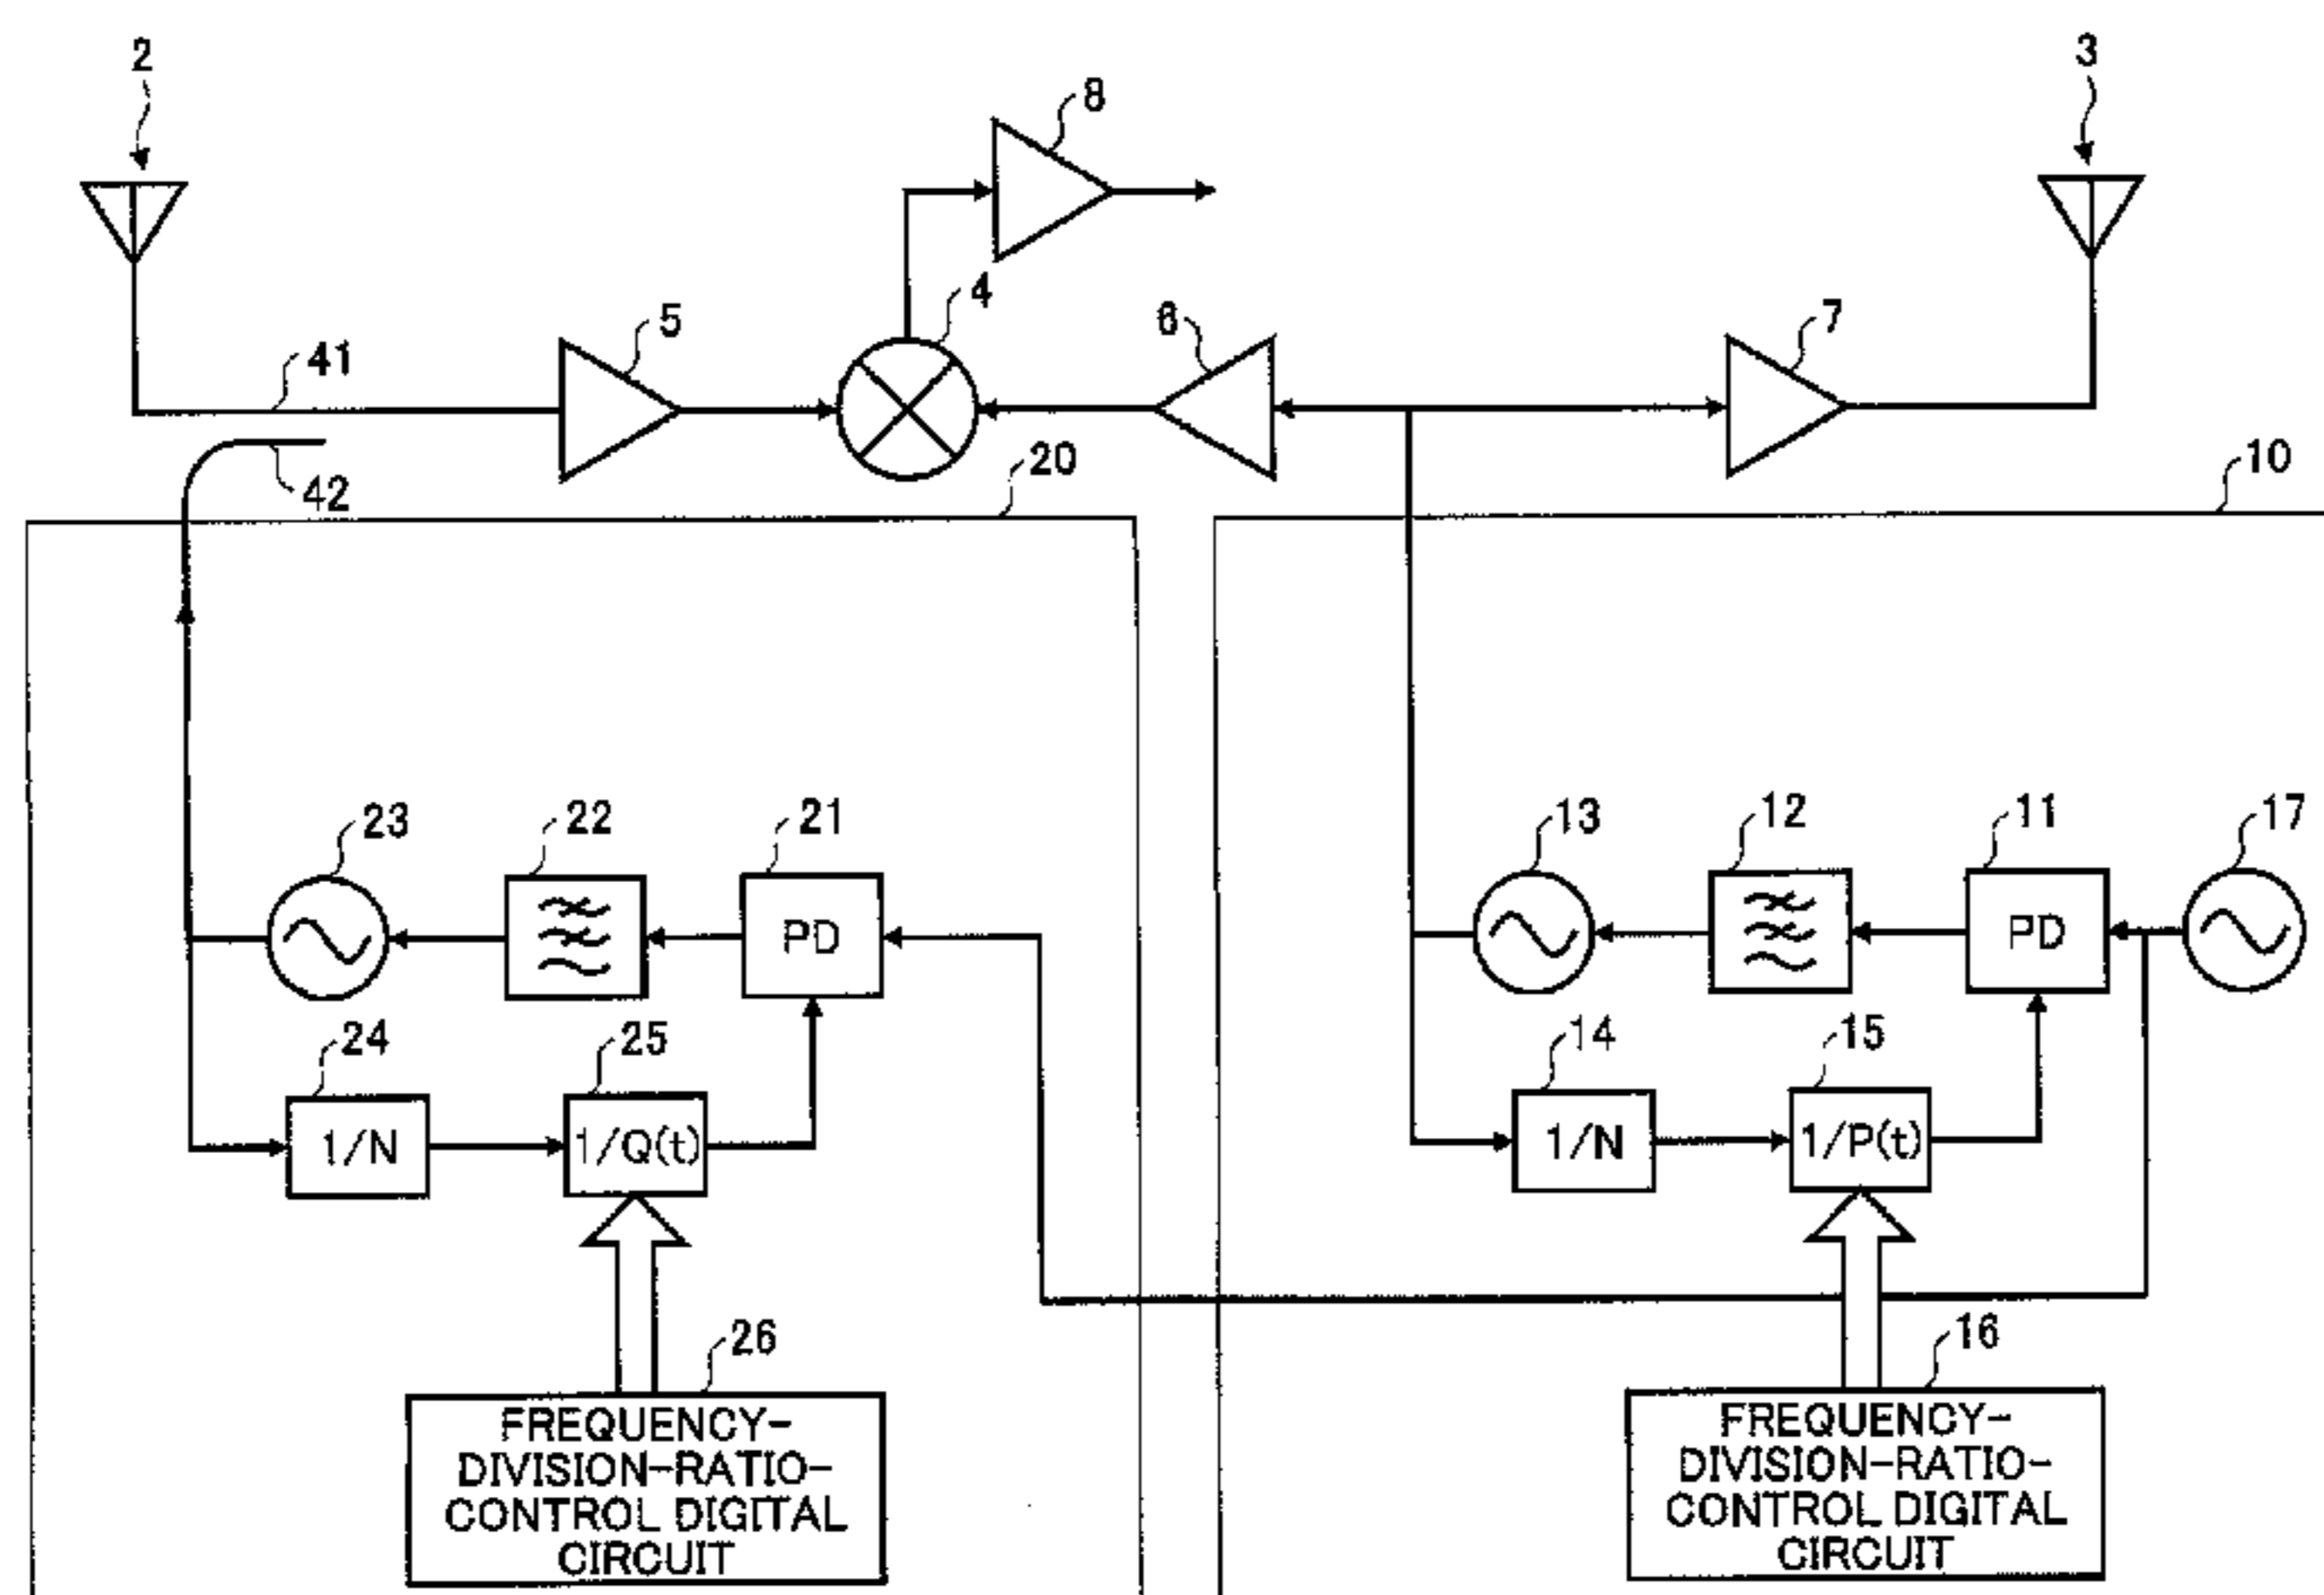 2
3
8
4
5
6
7
41
42
20
10
23
22
21
13
12
11
17
PD
PD
24
25
14
15
1/N
1/Q(t)
1/N
1/P(t)
26
16
FREQUENCY-
DIVISION-RATIO-
CONTROL DIGITAL
CIRCUIT
FREQUENCY-
DIVISION-RATIO-
CONTROL DIGITAL
CIRCUIT